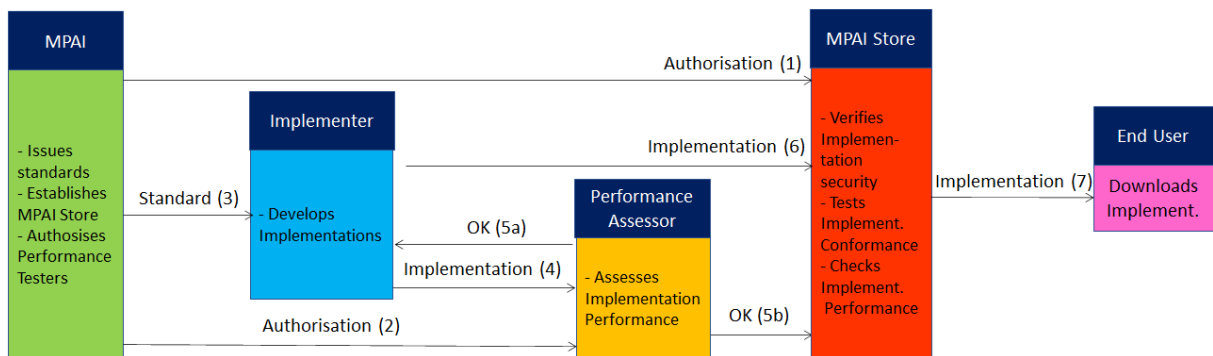 MPAI
- Issues
standards
- Establishes
MPAI Store
- Authosises
Performance
Testers
Authorisation (1)
Standard (3)
Implementer
- Develops
Implementations
Implementation (6)
OK (5a)
Implementation (4)
Authorisation (2)
Performance
Assessor
- Assesses
Implementation
Performance
OK (5b)
MPAI Store
- Verifies
Implemen-
tation
security
- Tests
Implement.
Conformance
- Checks
Implement.
Performance
Implementation (7)
End User
Downloads
Implement.